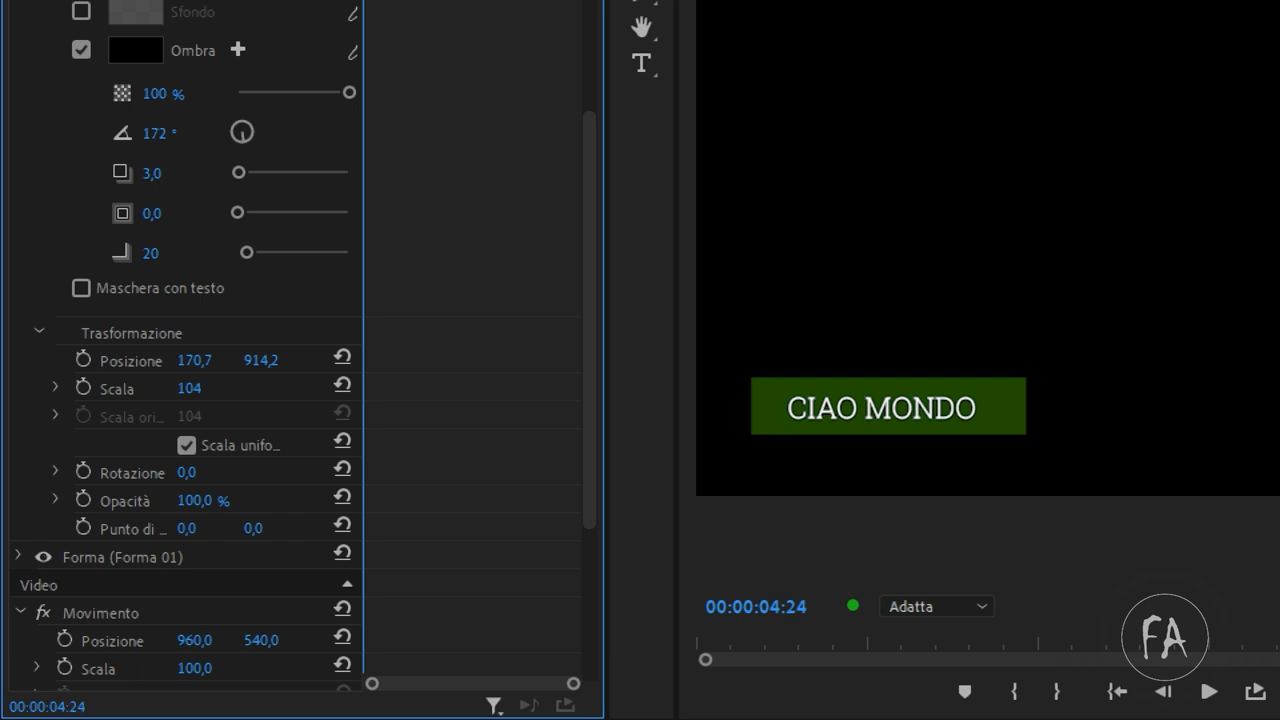 Sfondo
Ombra
100 %
172 °
3,0
0,0
20
Maschera con testo
Trasformazione
Posizione 170,7 914,2
Scala 104
Scala ori... 104
Scala unifo...
Rotazione 0,0
Opacità 100,0 %
Punto di ... 0,0 0,0
Forma (Forma 01)
Video
fx Movimento
Posizione 960,0 540,0
Scala 100,0
00:00:04:24
T
CIAO MONDO
00:00:04:24 Adatta
FA